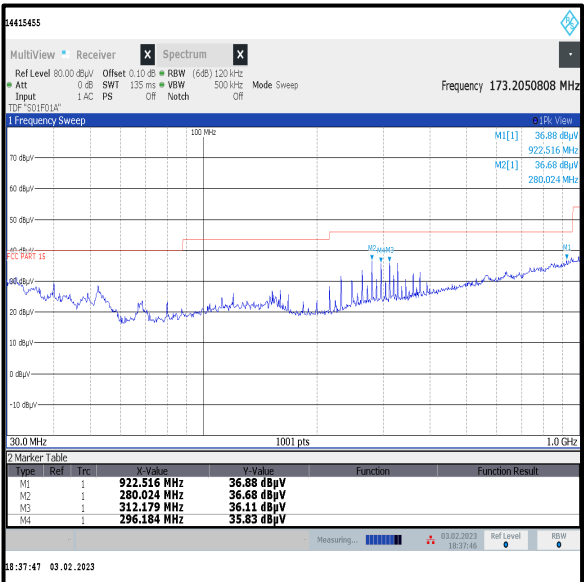 14415455
MultiView Receiver X Spectrum X
Ref Level 80.00 dBµV Offset 0.10 dB RBW (6dB) 120 kHz
Att 0 dB SWT 135 ms VBW 500 kHz Mode Sweep Frequency 173.2050808 MHz
Input 1 AC PS Off Notch Off
TDF "S01F01A"
1 Frequency Sweep 1Pk View
100 MHz
M1[1] 36.88 dBµV
922.516 MHz
M2[1] 36.68 dBµV
280.024 MHz
70 dBµV
60 dBµV
50 dBµV
40 dBµV
FCC PART 15
M2 M4 M3 M1
30 dBµV
20 dBµV
10 dBµV
0 dBµV
-10 dBµV
30.0 MHz 1001 pts 1.0 GHz
2 Marker Table
Type Ref Trc X-Value Y-Value Function Function Result
M1 1 922.516 MHz 36.88 dBµV
M2 1 280.024 MHz 36.68 dBµV
M3 1 312.179 MHz 36.11 dBµV
M4 1 296.184 MHz 35.83 dBµV
Measuring... 03.02.2023 Ref Level RBW
18:37:46
18:37:47 03.02.2023